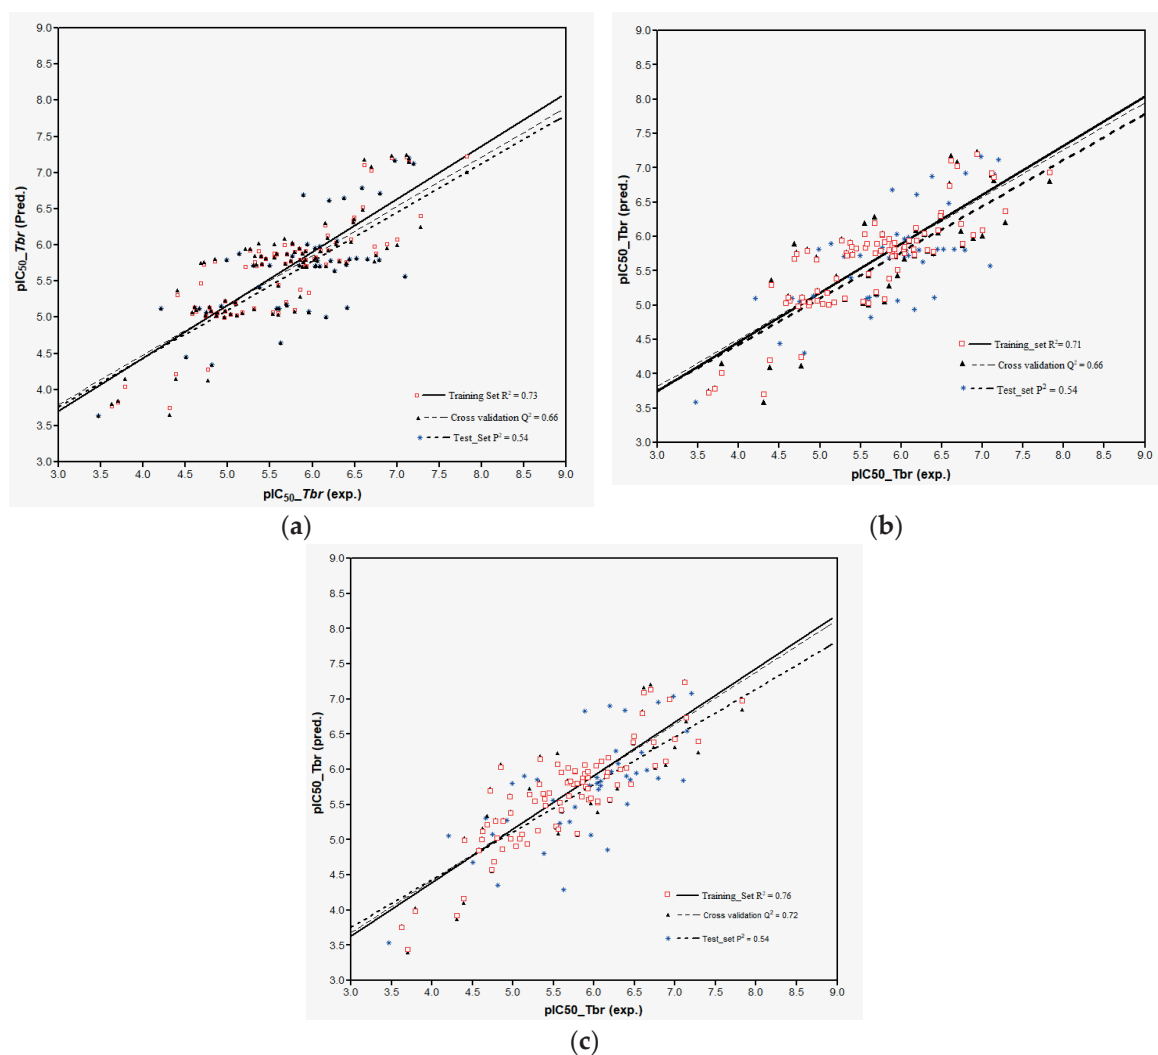 9.0
8.5
8.0
7.5
7.0
6.5
6.0
5.5
5.0
4.5
4.0
3.5
3.0
pIC50_Tbr (Pred.)
3.0 3.5 4.0 4.5 5.0 5.5 6.0 6.5 7.0 7.5 8.0 8.5 9.0
pIC50_Tbr (exp.)
Training Set R² = 0.73
Cross validation Q² = 0.66
Test_Set P² = 0.54
(a)
9.0
8.5
8.0
7.5
7.0
6.5
6.0
5.5
5.0
4.5
4.0
3.5
3.0
pIC50_Tbr (pred.)
3.0 3.5 4.0 4.5 5.0 5.5 6.0 6.5 7.0 7.5 8.0 8.5 9.0
pIC50_Tbr (exp.)
Training_set R²= 0.71
Cross validation Q² = 0.66
Test_set P² = 0.54
(b)
9.0
8.5
8.0
7.5
7.0
6.5
6.0
5.5
5.0
4.5
4.0
3.5
3.0
pIC50_Tbr (pred.)
3.0 3.5 4.0 4.5 5.0 5.5 6.0 6.5 7.0 7.5 8.0 8.5 9.0
pIC50_Tbr (exp.)
Training_Set R² = 0.76
Cross validation Q² = 0.72
Test_set P² = 0.54
(c)